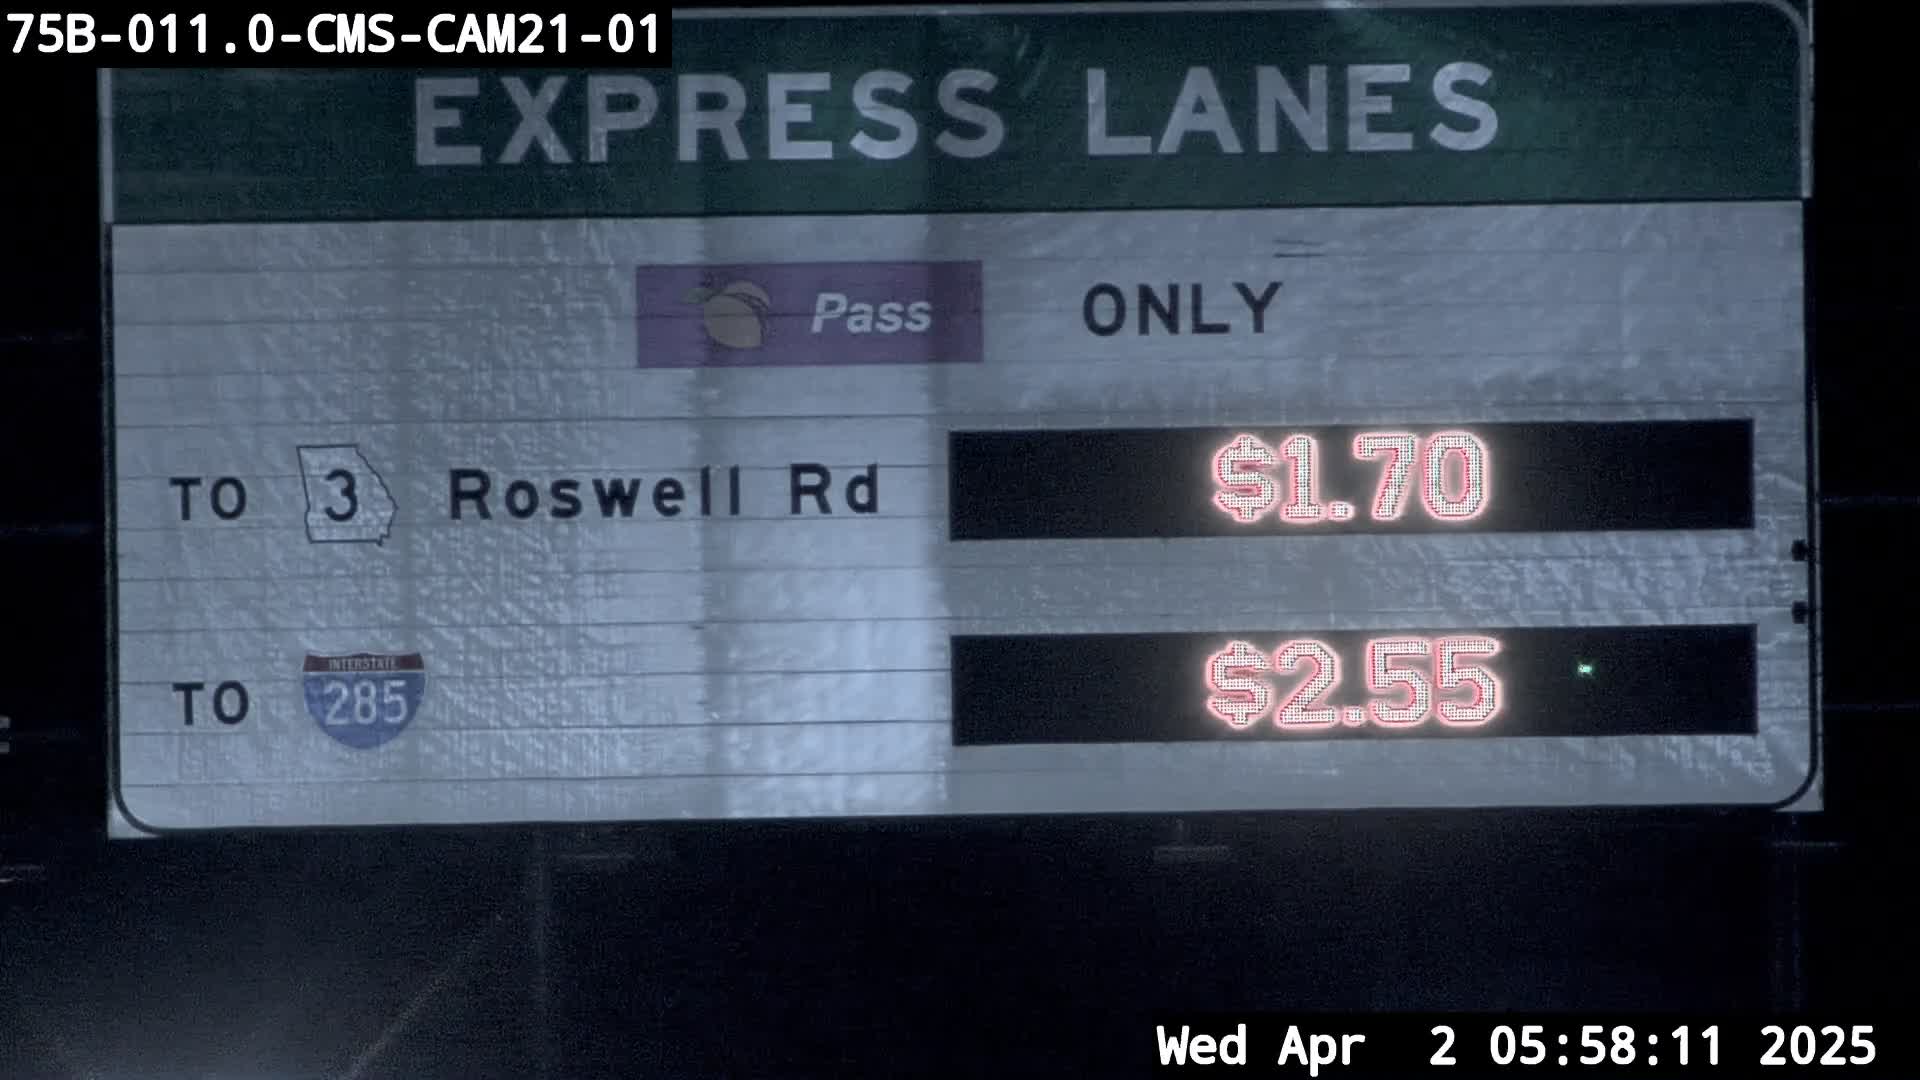 75B-011.0-CMS-CAM21-01
EXPRESS LANES
Pass ONLY
TO 3 Roswell Rd $1.70
TO INTERSTATE 285 $2.55
Wed Apr 2 05:58:11 2025